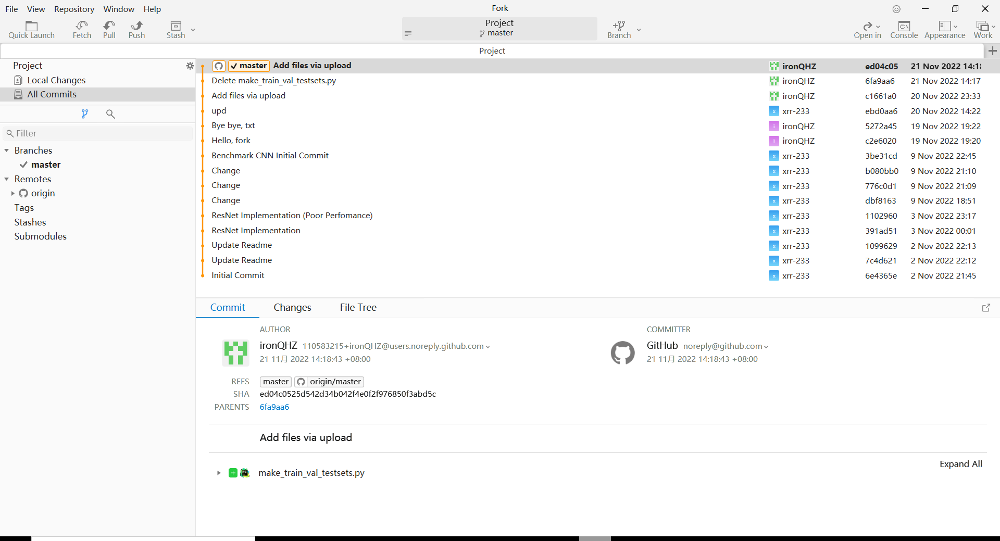 File View Repository Window Help
Fork
Quick Launch
Fetch
Pull
Push
Stash
Project
master
Branch
Open in
Console
Appearance
Work
Project
Project
Local Changes
All Commits
Filter
Branches
master
Remotes
origin
Tags
Stashes
Submodules
master Add files via upload ironQHZ ed04c05 21 Nov 2022 14:18
Delete make_train_val_testsets.py ironQHZ 6fa9aa6 21 Nov 2022 14:17
Add files via upload ironQHZ c1661a0 20 Nov 2022 23:33
upd x xrr-233 ebd0aa6 20 Nov 2022 14:22
Bye bye, txt i ironQHZ 5272a45 19 Nov 2022 19:22
Hello, fork i ironQHZ c2e6020 19 Nov 2022 19:20
Benchmark CNN Initial Commit x xrr-233 3be31cd 9 Nov 2022 22:45
Change x xrr-233 b080bb0 9 Nov 2022 21:10
Change x xrr-233 776c0d1 9 Nov 2022 21:09
Change x xrr-233 dbf8163 9 Nov 2022 18:51
ResNet Implementation (Poor Perfomance) x xrr-233 1102960 3 Nov 2022 23:17
ResNet Implementation x xrr-233 391ad51 3 Nov 2022 00:01
Update Readme x xrr-233 1099629 2 Nov 2022 22:13
Update Readme x xrr-233 7c4d621 2 Nov 2022 22:12
Initial Commit x xrr-233 6e4365e 2 Nov 2022 21:45
Commit Changes File Tree
AUTHOR
ironQHZ 110583215+ironQHZ@users.noreply.github.com
21 11月 2022 14:18:43 +08:00
COMMITTER
GitHub noreply@github.com
21 11月 2022 14:18:43 +08:00
REFS master origin/master
SHA ed04c0525d542d34b042f4e0f2f976850f3abd5c
PARENTS 6fa9aa6
Add files via upload
Expand All
make_train_val_testsets.py